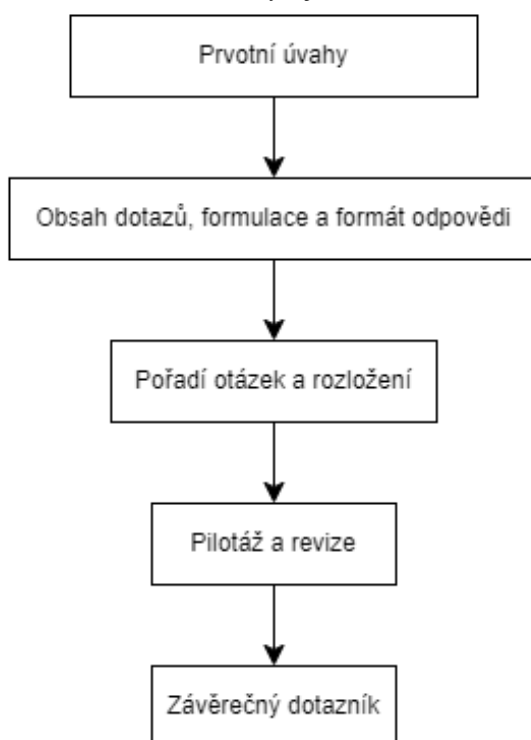 Prvotní úvahy
Obsah dotazů, formulace a formát odpovědi
Pořadí otázek a rozložení
Pilotáž a revize
Závěrečný dotazník